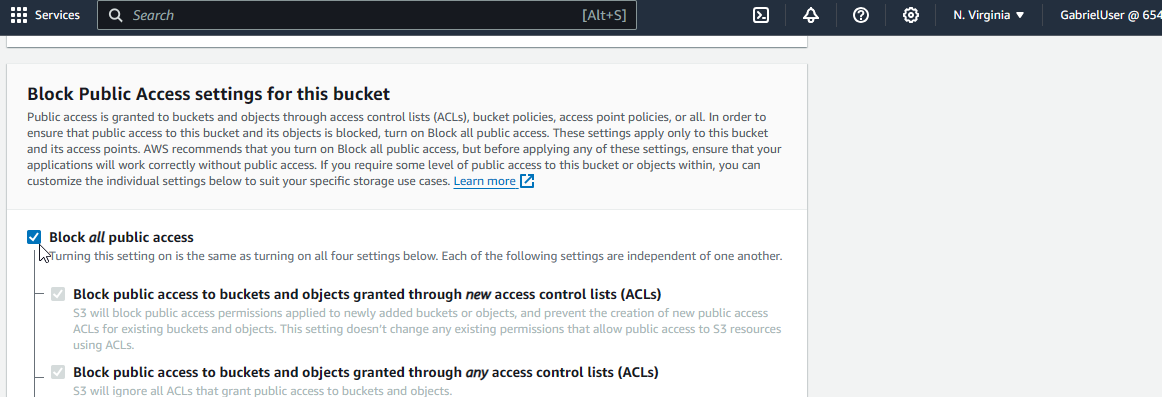 Services Search [Alt+S] N. Virginia GabrielUser @ 654
Block Public Access settings for this bucket
Public access is granted to buckets and objects through access control lists (ACLs), bucket policies, access point policies, or all. In order to
ensure that public access to this bucket and its objects is blocked, turn on Block all public access. These settings apply only to this bucket
and its access points. AWS recommends that you turn on Block all public access, but before applying any of these settings, ensure that your
applications will work correctly without public access. If you require some level of public access to this bucket or objects within, you can
customize the individual settings below to suit your specific storage use cases. Learn more
Block all public access
Turning this setting on is the same as turning on all four settings below. Each of the following settings are independent of one another.
Block public access to buckets and objects granted through new access control lists (ACLs)
S3 will block public access permissions applied to newly added buckets or objects, and prevent the creation of new public access
ACLs for existing buckets and objects. This setting doesn't change any existing permissions that allow public access to S3 resources
using ACLs.
Block public access to buckets and objects granted through any access control lists (ACLs)
S3 will ignore all ACLs that grant public access to buckets and objects.